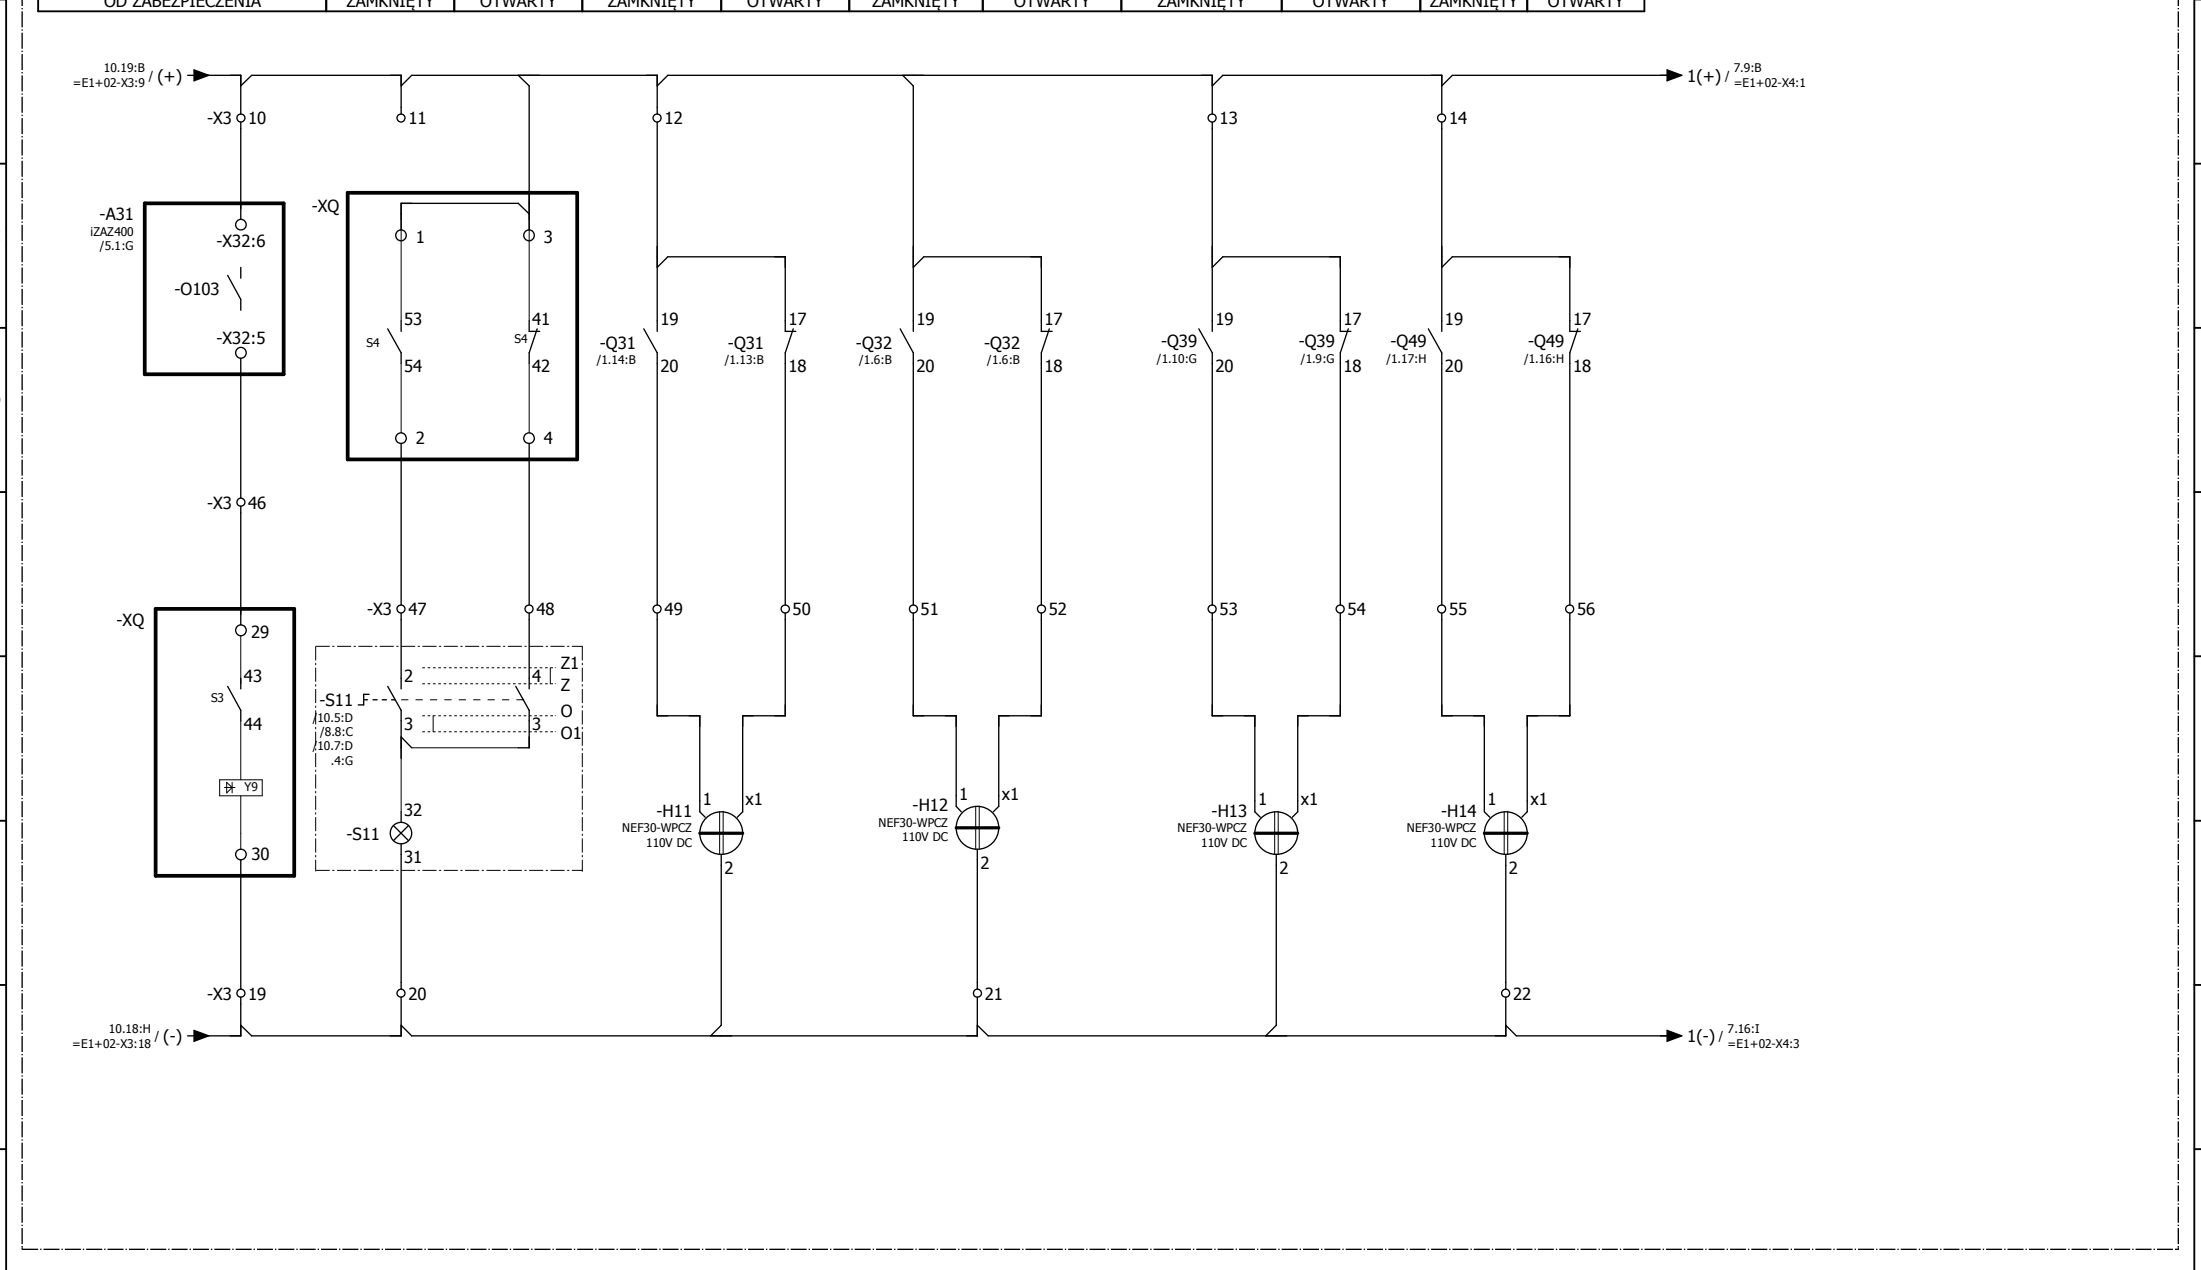 OD ZABEZPIECZENIA ZAMKNIĘTY OTWARTY ZAMKNIĘTY OTWARTY ZAMKNIĘTY OTWARTY ZAMKNIĘTY OTWARTY ZAMKNIĘTY OTWARTY
10.19:B
=E1+02-X3:9 / (+)
1(+) / 7.9:B
=E1+02-X4:1
-X3 10 11 12 13 14
-A31
iZAZ400
/5.1:G
-X32:6
-O103
-X32:5
-XQ
1 3
53 41
S4 S4
54 42
2 4
19 17 19 17 19 17 19 17
-Q31 -Q31 -Q32 -Q32 -Q39 -Q39 -Q49 -Q49
/1.14:B /1.13:B /1.6:B /1.6:B /1.10:G /1.9:G /1.17:H /1.16:H
20 18 20 18 20 18 20 18
-X3 46
-X3 47 48 49 50 51 52 53 54 55 56
-XQ
29
43
S3
44
Y9
30
2 4 Z1
Z
-S11
O
3 3 O1
/10.5:D
/8.8:C
/10.7:D
.4:G
32
-S11
31
1 x1
-H11
NEF30-WPCZ
110V DC
2
1 x1
-H12
NEF30-WPCZ
110V DC
2
1 x1
-H13
NEF30-WPCZ
110V DC
2
1 x1
-H14
NEF30-WPCZ
110V DC
2
-X3 19 20 21 22
10.18:H
=E1+02-X3:18 / (-)
1(-) / 7.16:I
=E1+02-X4:3